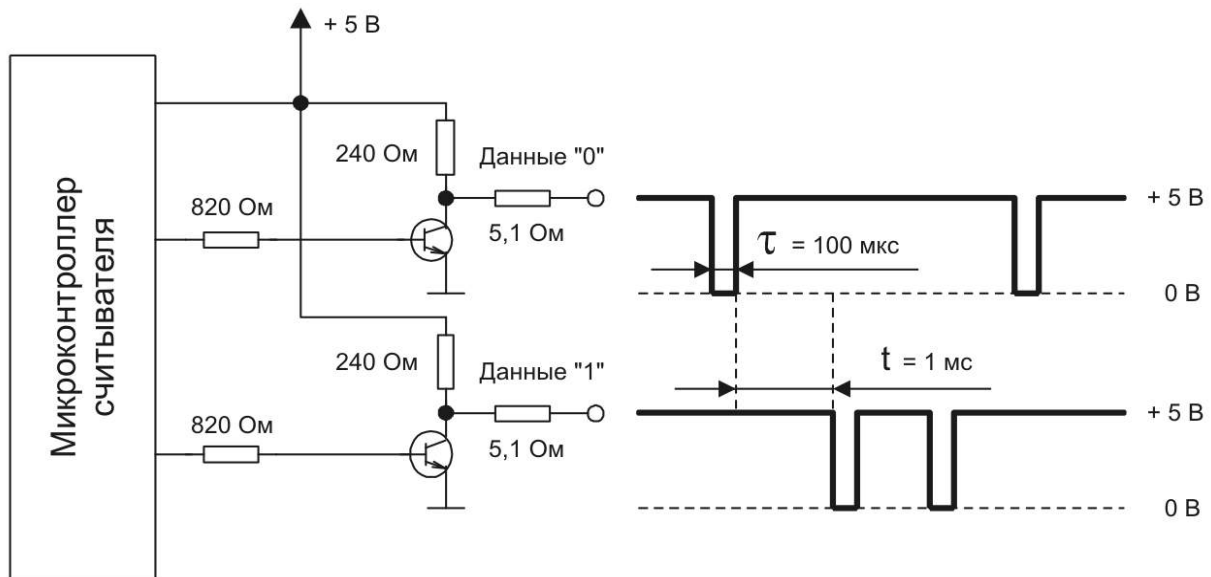 + 5 В
Микроконтроллер
считывателя
240 Ом
Данные "0"
820 Ом
5,1 Ом
+ 5 В
τ = 100 мкс
0 В
240 Ом
Данные "1"
820 Ом
5,1 Ом
t = 1 мс
+ 5 В
0 В